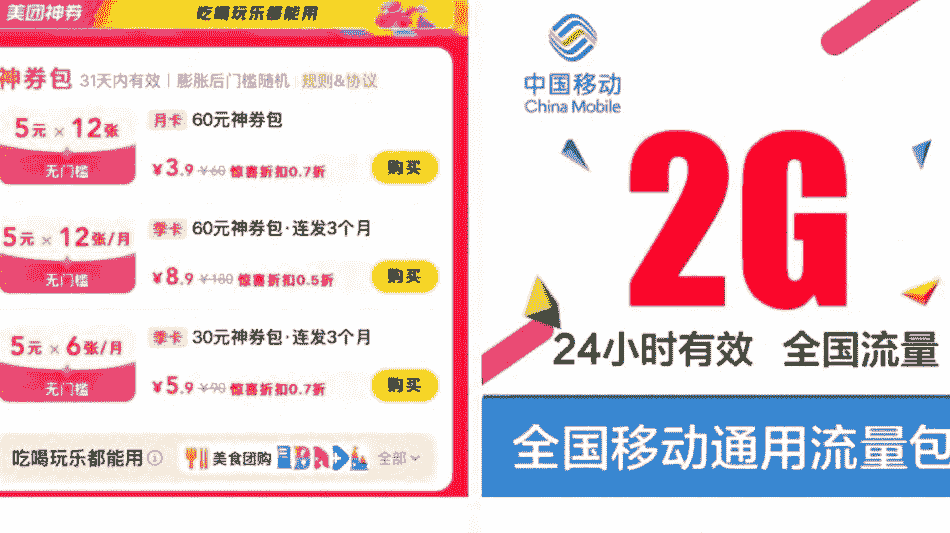 美团神券
吃喝玩乐都能用
神券包 31天内有效 | 膨胀后门槛随机 | 规则&协议
5元 × 12张
无门槛
月卡 60元神券包
¥3.9 ¥60 惊喜折扣0.7折
购买
5元 × 12张/月
无门槛
季卡 60元神券包·连发3个月
¥8.9 ¥180 惊喜折扣0.5折
购买
5元 × 6张/月
无门槛
季卡 30元神券包·连发3个月
¥5.9 ¥90 惊喜折扣0.7折
购买
吃喝玩乐都能用 美食团购 全部
中国移动
China Mobile
2G
24小时有效 全国流量
全国移动通用流量包